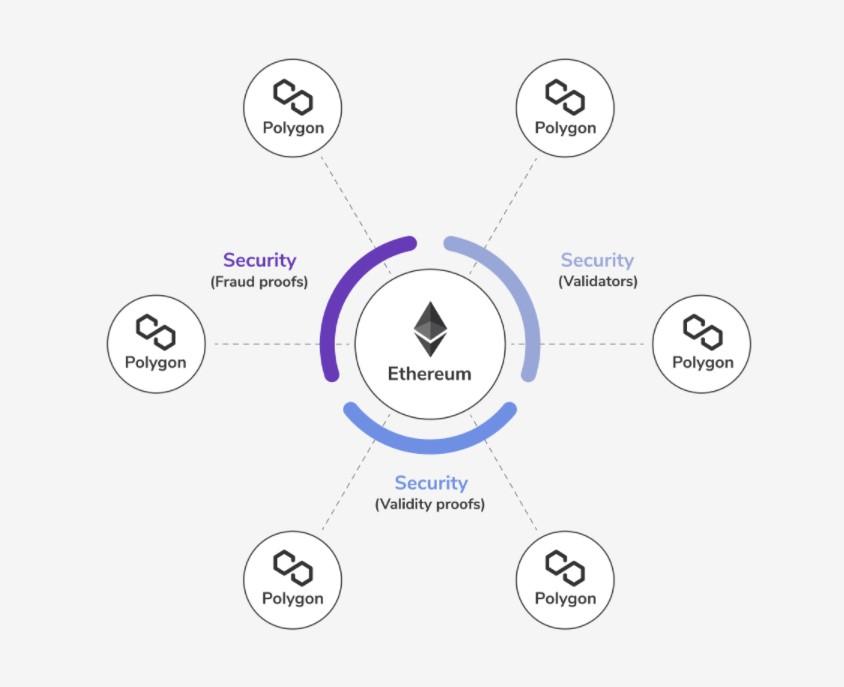 Polygon
Polygon
Security
(Fraud proofs)
Security
(Validators)
Polygon
Ethereum
Polygon
Security
(Validity proofs)
Polygon
Polygon